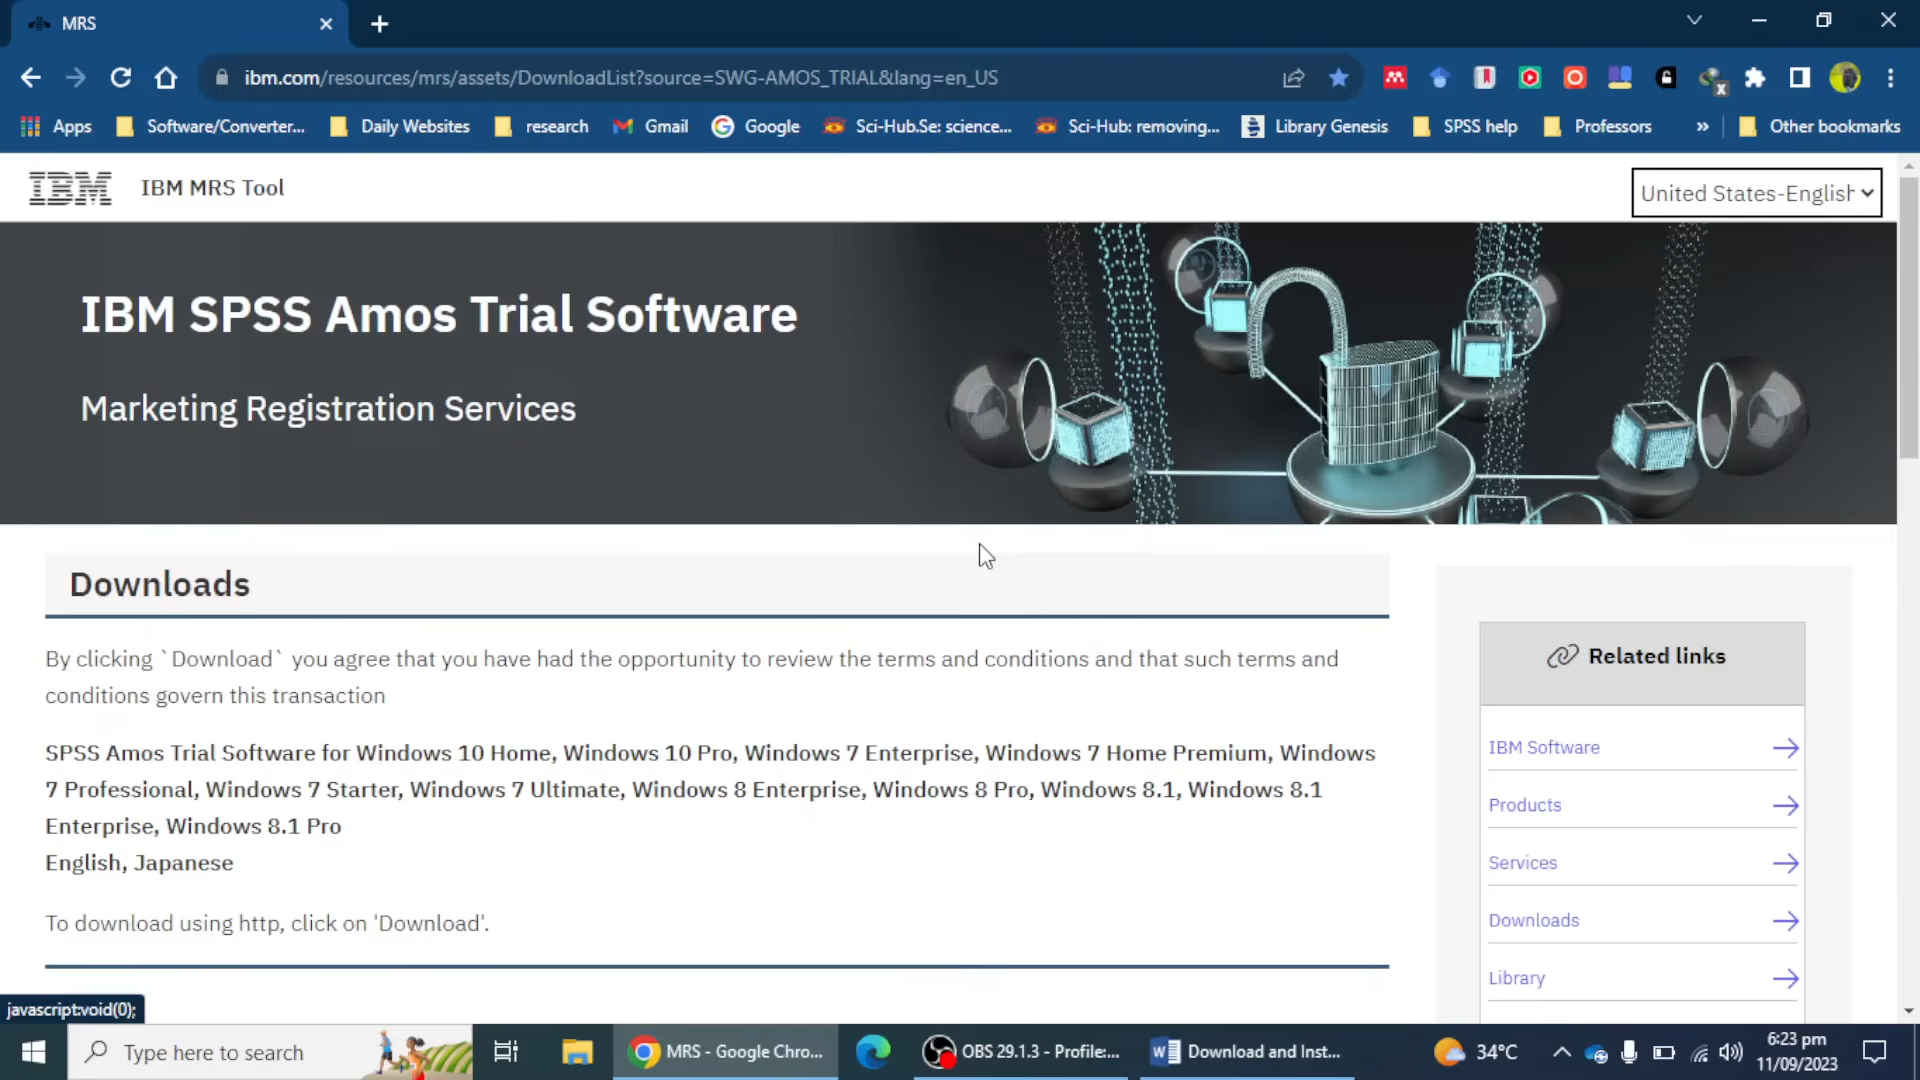 MRS
ibm.com/resources/mrs/assets/DownloadList?source=SWG-AMOS_TRIAL&lang=en_US
Apps
Software/Converter...
Daily Websites
research
Gmail
Google
Sci-Hub.Se: science...
Sci-Hub: removing...
Library Genesis
SPSS help
Professors
»
Other bookmarks
IBM
IBM MRS Tool
United States-English
IBM SPSS Amos Trial Software
Marketing Registration Services
Downloads
By clicking `Download` you agree that you have had the opportunity to review the terms and conditions and that such terms and
conditions govern this transaction
SPSS Amos Trial Software for Windows 10 Home, Windows 10 Pro, Windows 7 Enterprise, Windows 7 Home Premium, Windows
7 Professional, Windows 7 Starter, Windows 7 Ultimate, Windows 8 Enterprise, Windows 8 Pro, Windows 8.1, Windows 8.1
Enterprise, Windows 8.1 Pro
English, Japanese
To download using http, click on 'Download'.
Related links
IBM Software
Products
Services
Downloads
Library
javascript:void(0);
Type here to search
MRS - Google Chro...
OBS 29.1.3 - Profile:...
Download and Inst...
34°C
6:23 pm
11/09/2023